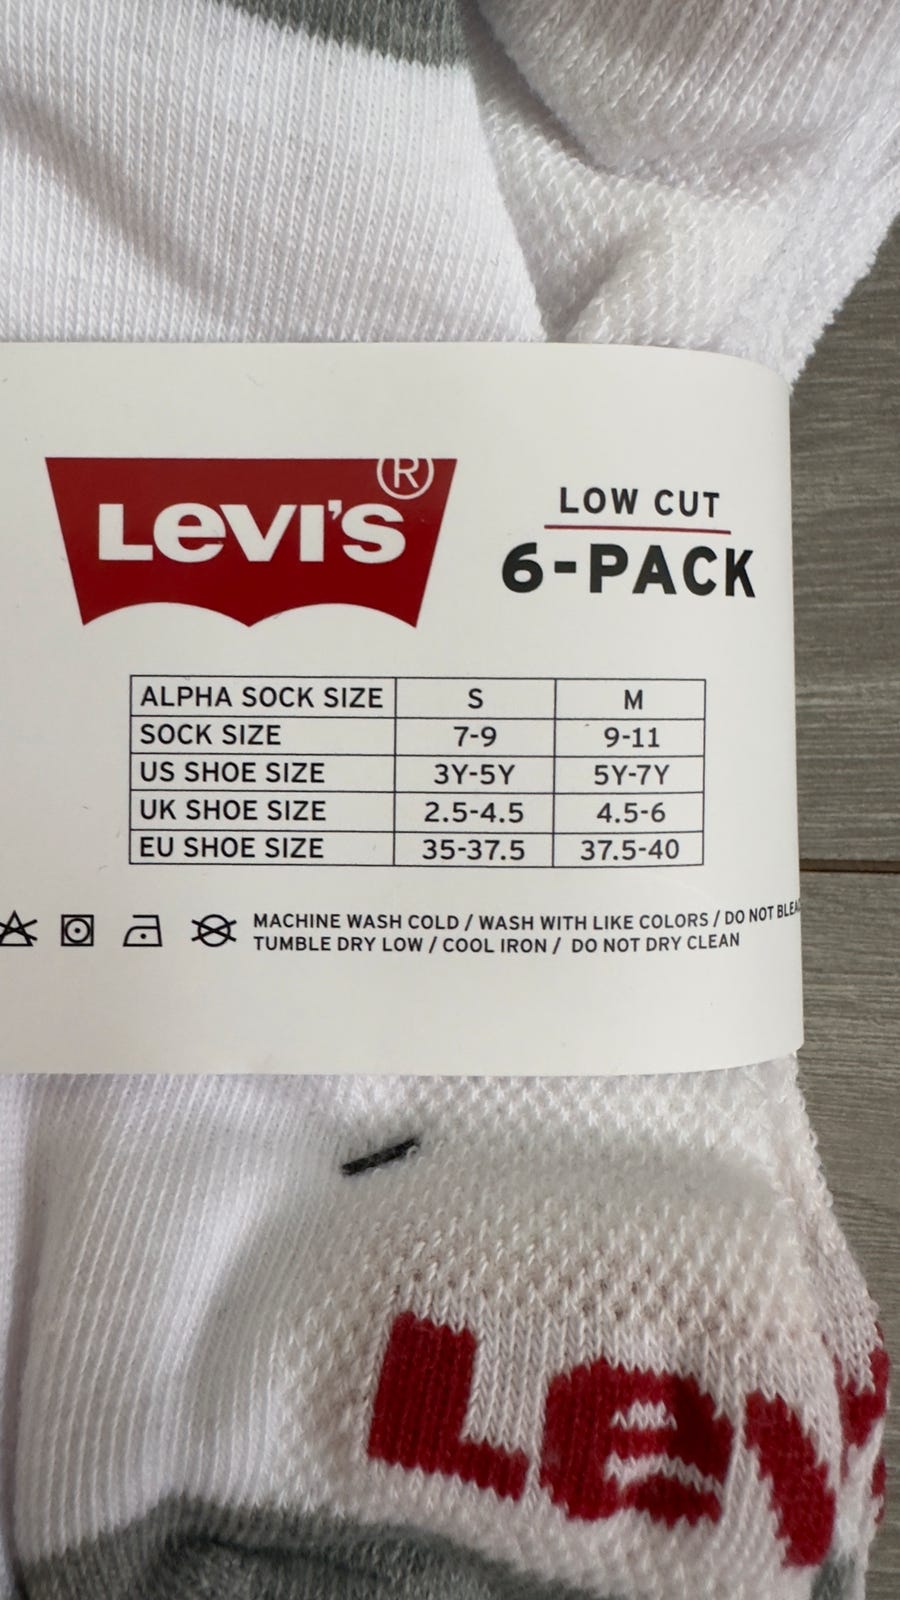 LEVI'S®
LOW CUT
6-PACK
ALPHA SOCK SIZE S M
SOCK SIZE 7-9 9-11
US SHOE SIZE 3Y-5Y 5Y-7Y
UK SHOE SIZE 2.5-4.5 4.5-6
EU SHOE SIZE 35-37.5 37.5-40
MACHINE WASH COLD / WASH WITH LIKE COLORS / DO NOT
TUMBLE DRY LOW / COOL IRON / DO NOT DRY CLEAN
LEV